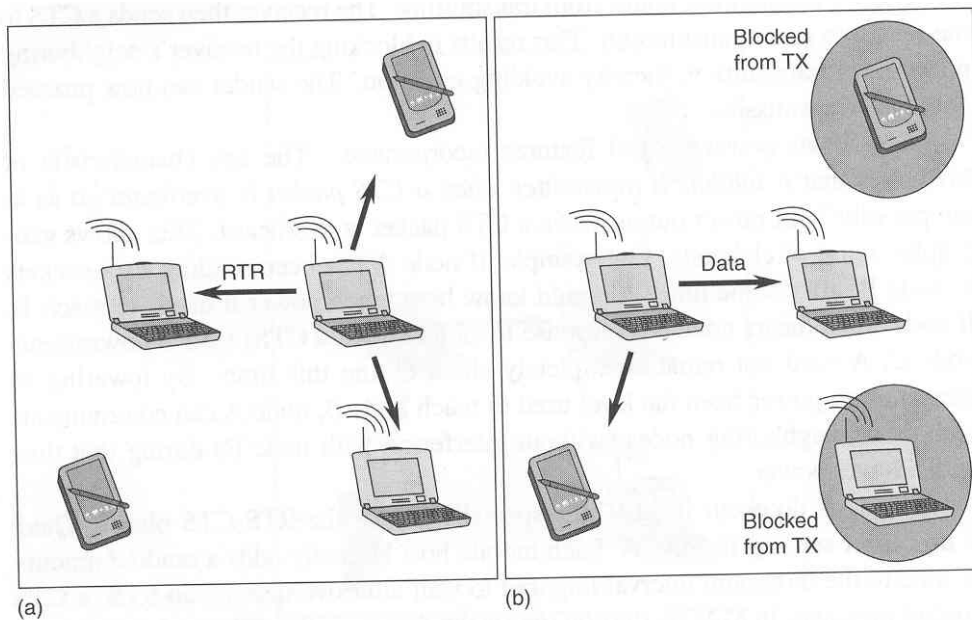 Blocked
from TX
RTR
Data
Blocked
from TX
(a)
(b)